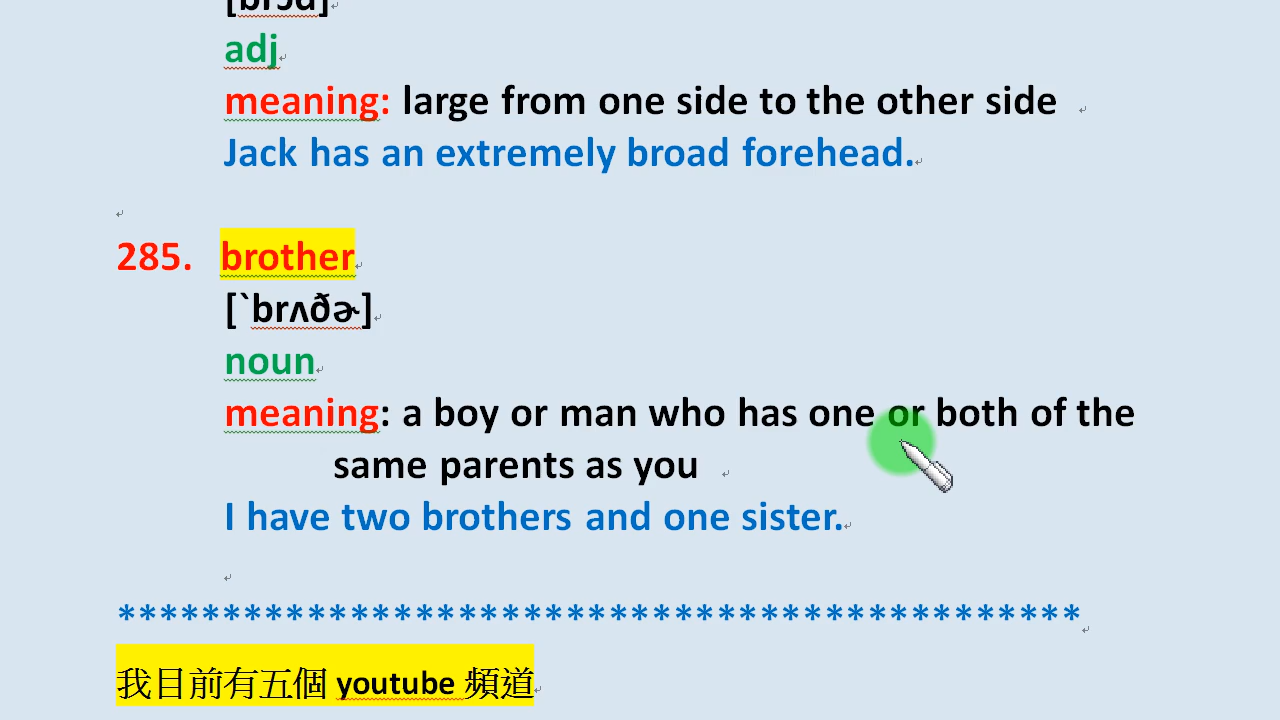 [brɔd]
adj
meaning: large from one side to the other side
Jack has an extremely broad forehead.
285. brother
[ˋbrʌðɚ]
noun
meaning: a boy or man who has one or both of the
same parents as you
I have two brothers and one sister.
**********************************************
我目前有五個 youtube 頻道